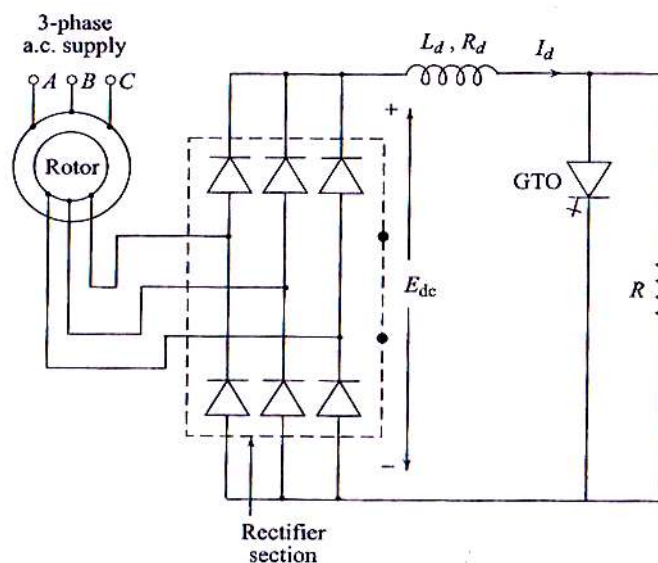 3-phase
a.c. supply
A B C
Rotor
L_d , R_d
I_d
+
GTO
E_dc
R
−
Rectifier
section